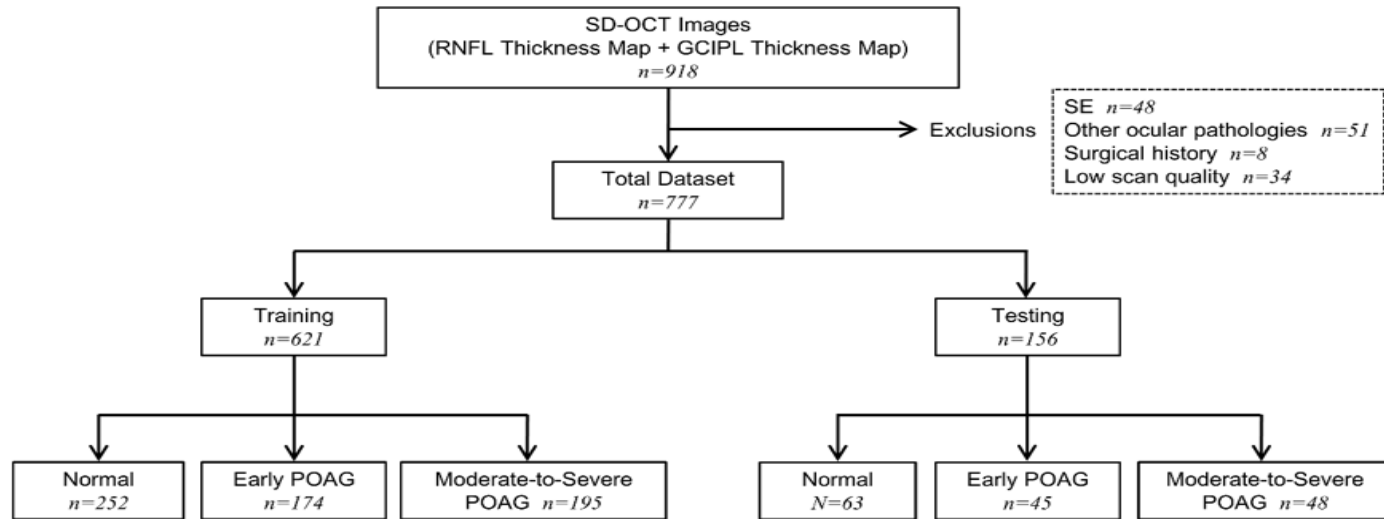 SD-OCT Images
(RNFL Thickness Map + GCIPL Thickness Map)
n=918
Exclusions
SE n=48
Other ocular pathologies n=51
Surgical history n=8
Low scan quality n=34
Total Dataset
n=777
Training
n=621
Testing
n=156
Normal
n=252
Early POAG
n=174
Moderate-to-Severe
POAG n=195
Normal
N=63
Early POAG
n=45
Moderate-to-Severe
POAG n=48